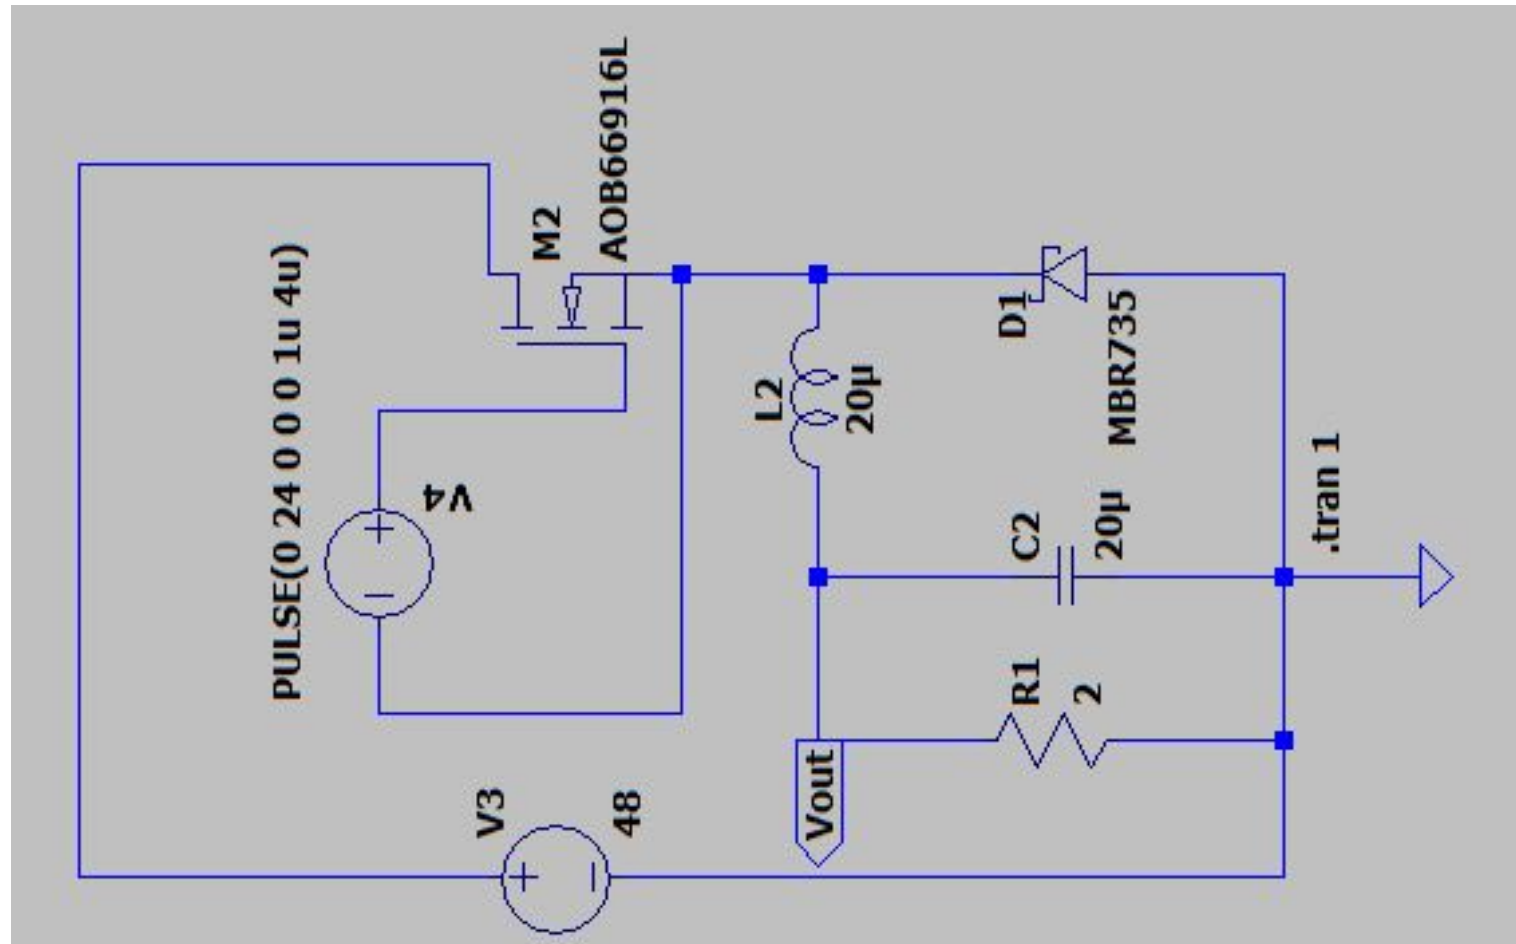 PULSE(0 24 0 0 0 1u 4u)
V4
M2
AOB66916L
V3
48
L2
20µ
D1
MBR735
C2
20µ
R1
2
Vout
.tran 1